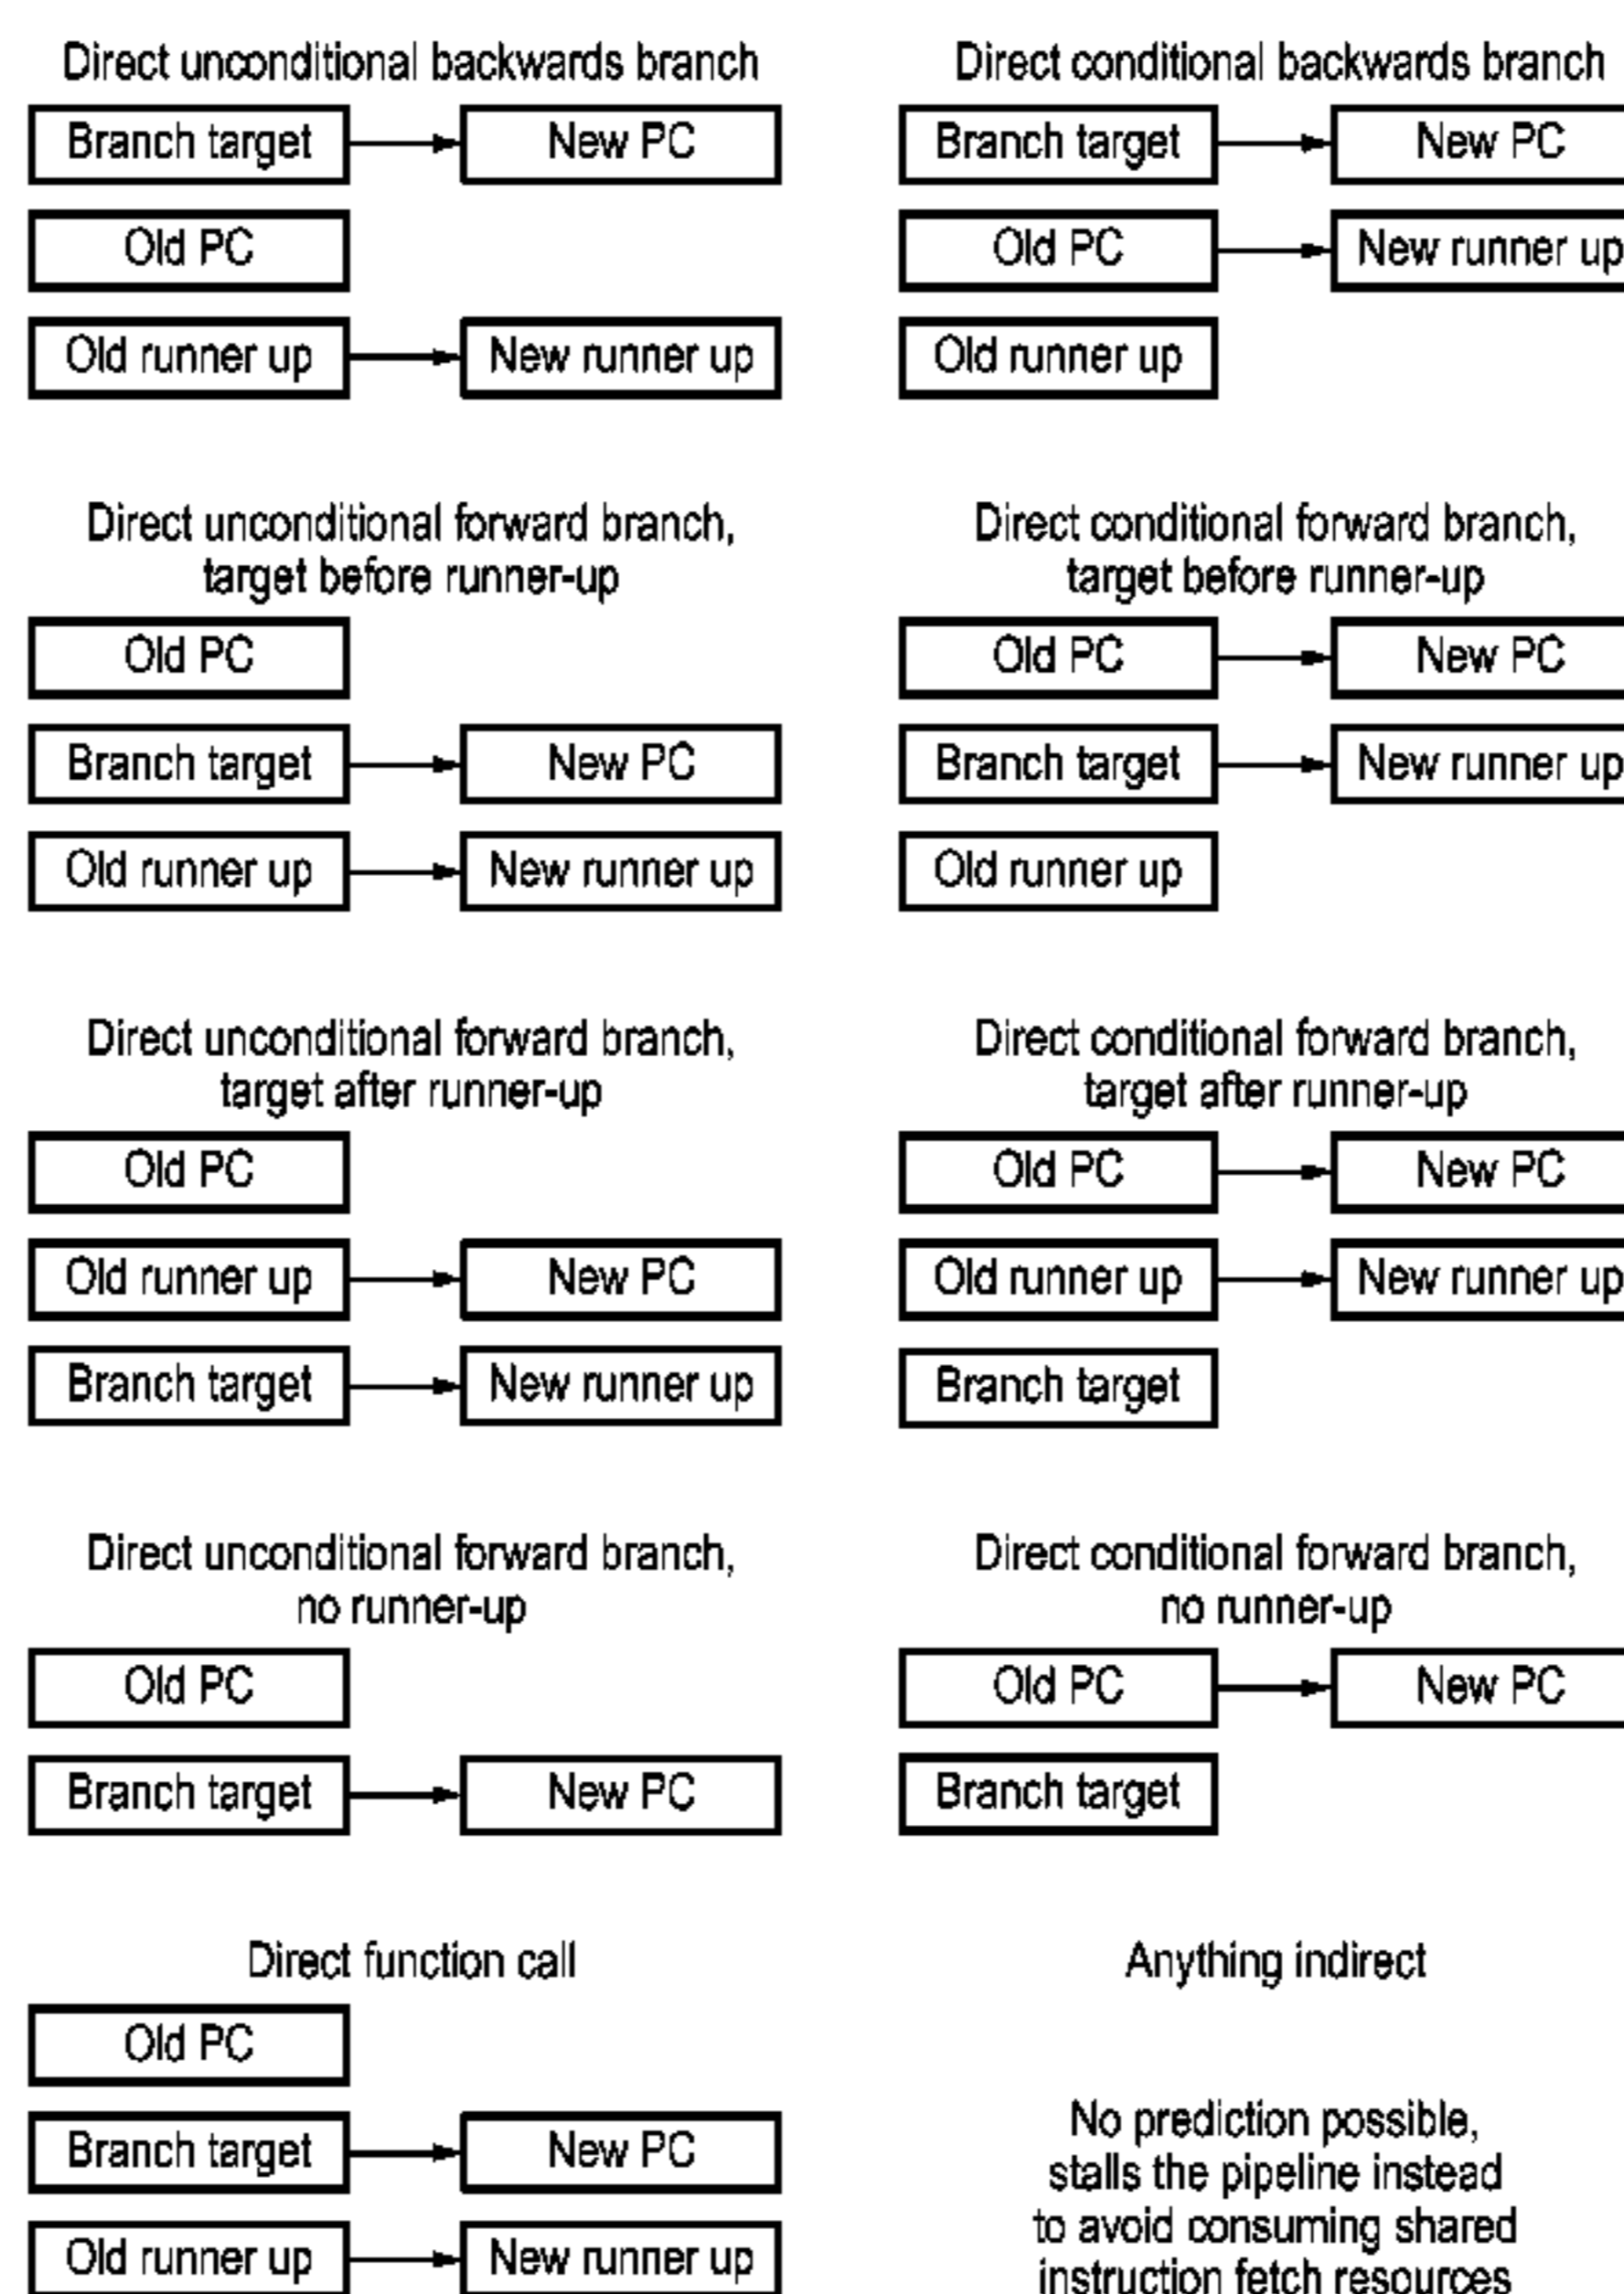 Direct unconditional backwards branch
Branch target
New PC
Old PC
Old runner up
New runner up
Direct conditional backwards branch
Branch target
New PC
Old PC
New runner up
Old runner up
Direct unconditional forward branch,
target before runner-up
Old PC
Branch target
New PC
Old runner up
New runner up
Direct conditional forward branch,
target before runner-up
Old PC
New PC
Branch target
New runner up
Old runner up
Direct unconditional forward branch,
target after runner-up
Old PC
Old runner up
New PC
Branch target
New runner up
Direct conditional forward branch,
target after runner-up
Old PC
New PC
Old runner up
New runner up
Branch target
Direct unconditional forward branch,
no runner-up
Old PC
Branch target
New PC
Direct conditional forward branch,
no runner-up
Old PC
New PC
Branch target
Direct function call
Old PC
Branch target
New PC
Old runner up
New runner up
Anything indirect
No prediction possible,
stalls the pipeline instead
to avoid consuming shared
instruction fetch resources